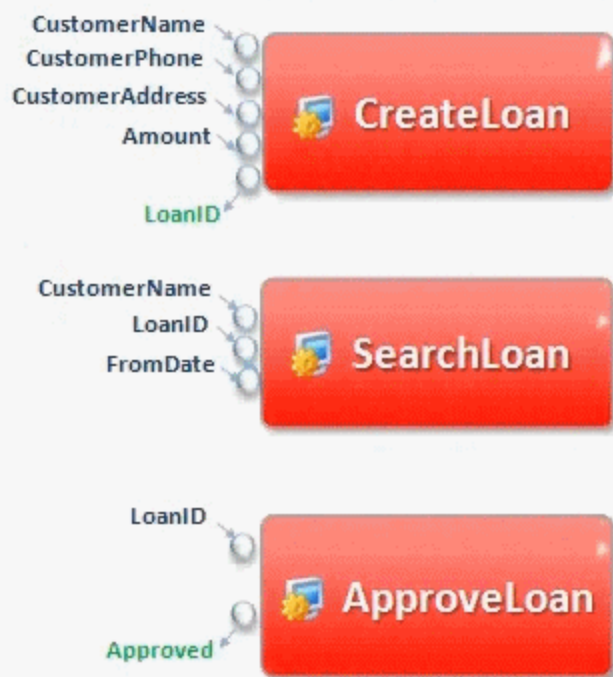 CustomerName
CustomerPhone
CustomerAddress
Amount
LoanID
CreateLoan
CustomerName
LoanID
FromDate
SearchLoan
LoanID
Approved
ApproveLoan